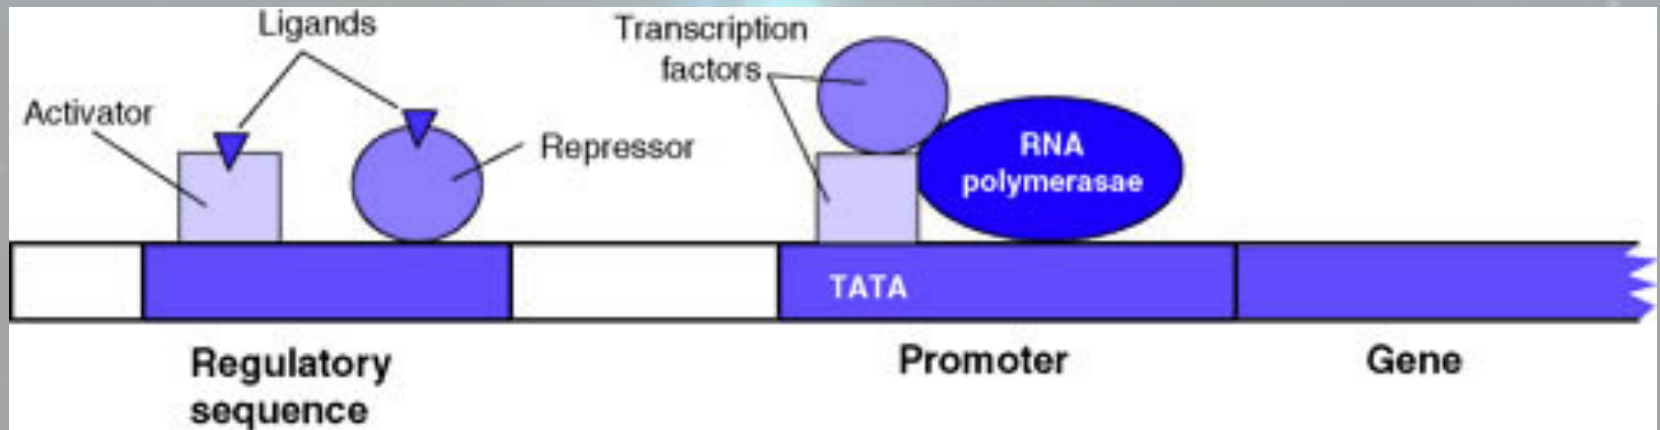 Ligands
Activator
Repressor
Transcription
factors
RNA
polymerasae
TATA
Regulatory
sequence
Promoter
Gene